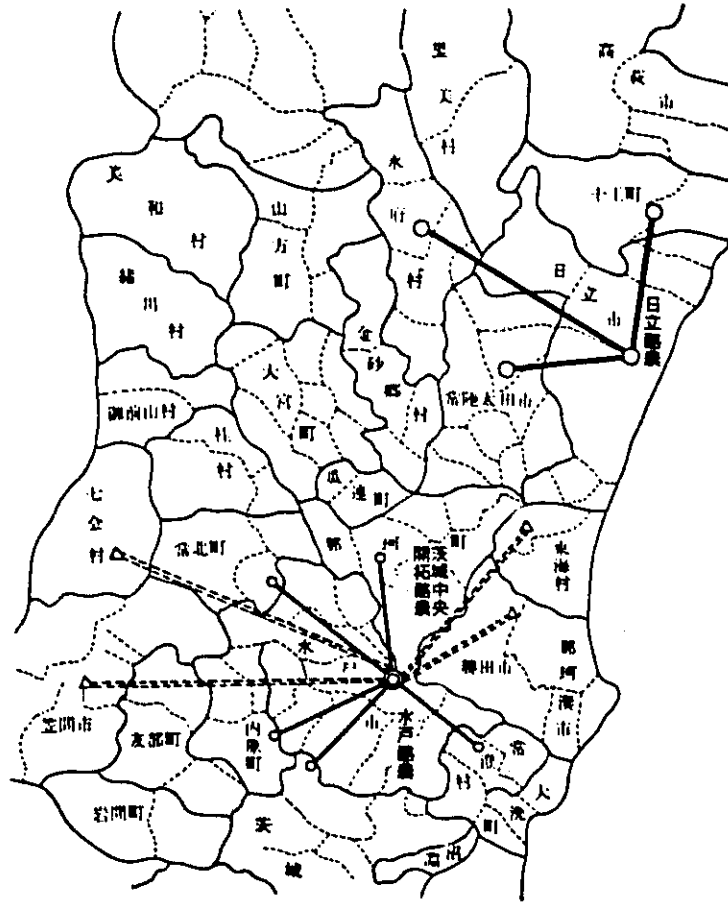 里美村
高萩市
美和村
山方町
水府村
十王町
緒川村
金砂郷村
日立市
日立酪農
大宮町
常陸太田市
御前山村
桂村
瓜連町
七会村
常北町
那珂町
茨城中央
開拓酪農
東海村
水戸市
勝田市
那珂湊市
笠間市
友部町
内原町
水戸酪農
常澄村
大洗町
岩間町
茨城
涸沼